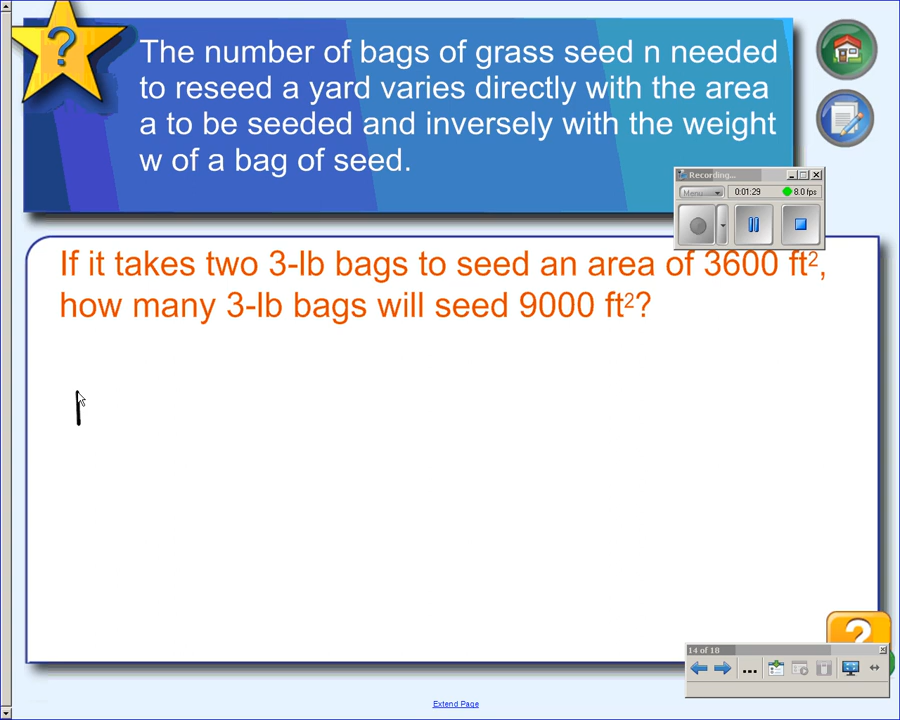 ?
The number of bags of grass seed n needed
to reseed a yard varies directly with the area
a to be seeded and inversely with the weight
w of a bag of seed.
Recording...
Menu
0:01:29
8.0 fps
If it takes two 3-lb bags to seed an area of 3600 ft²,
how many 3-lb bags will seed 9000 ft²?
?
14 of 18
...
Extend Page